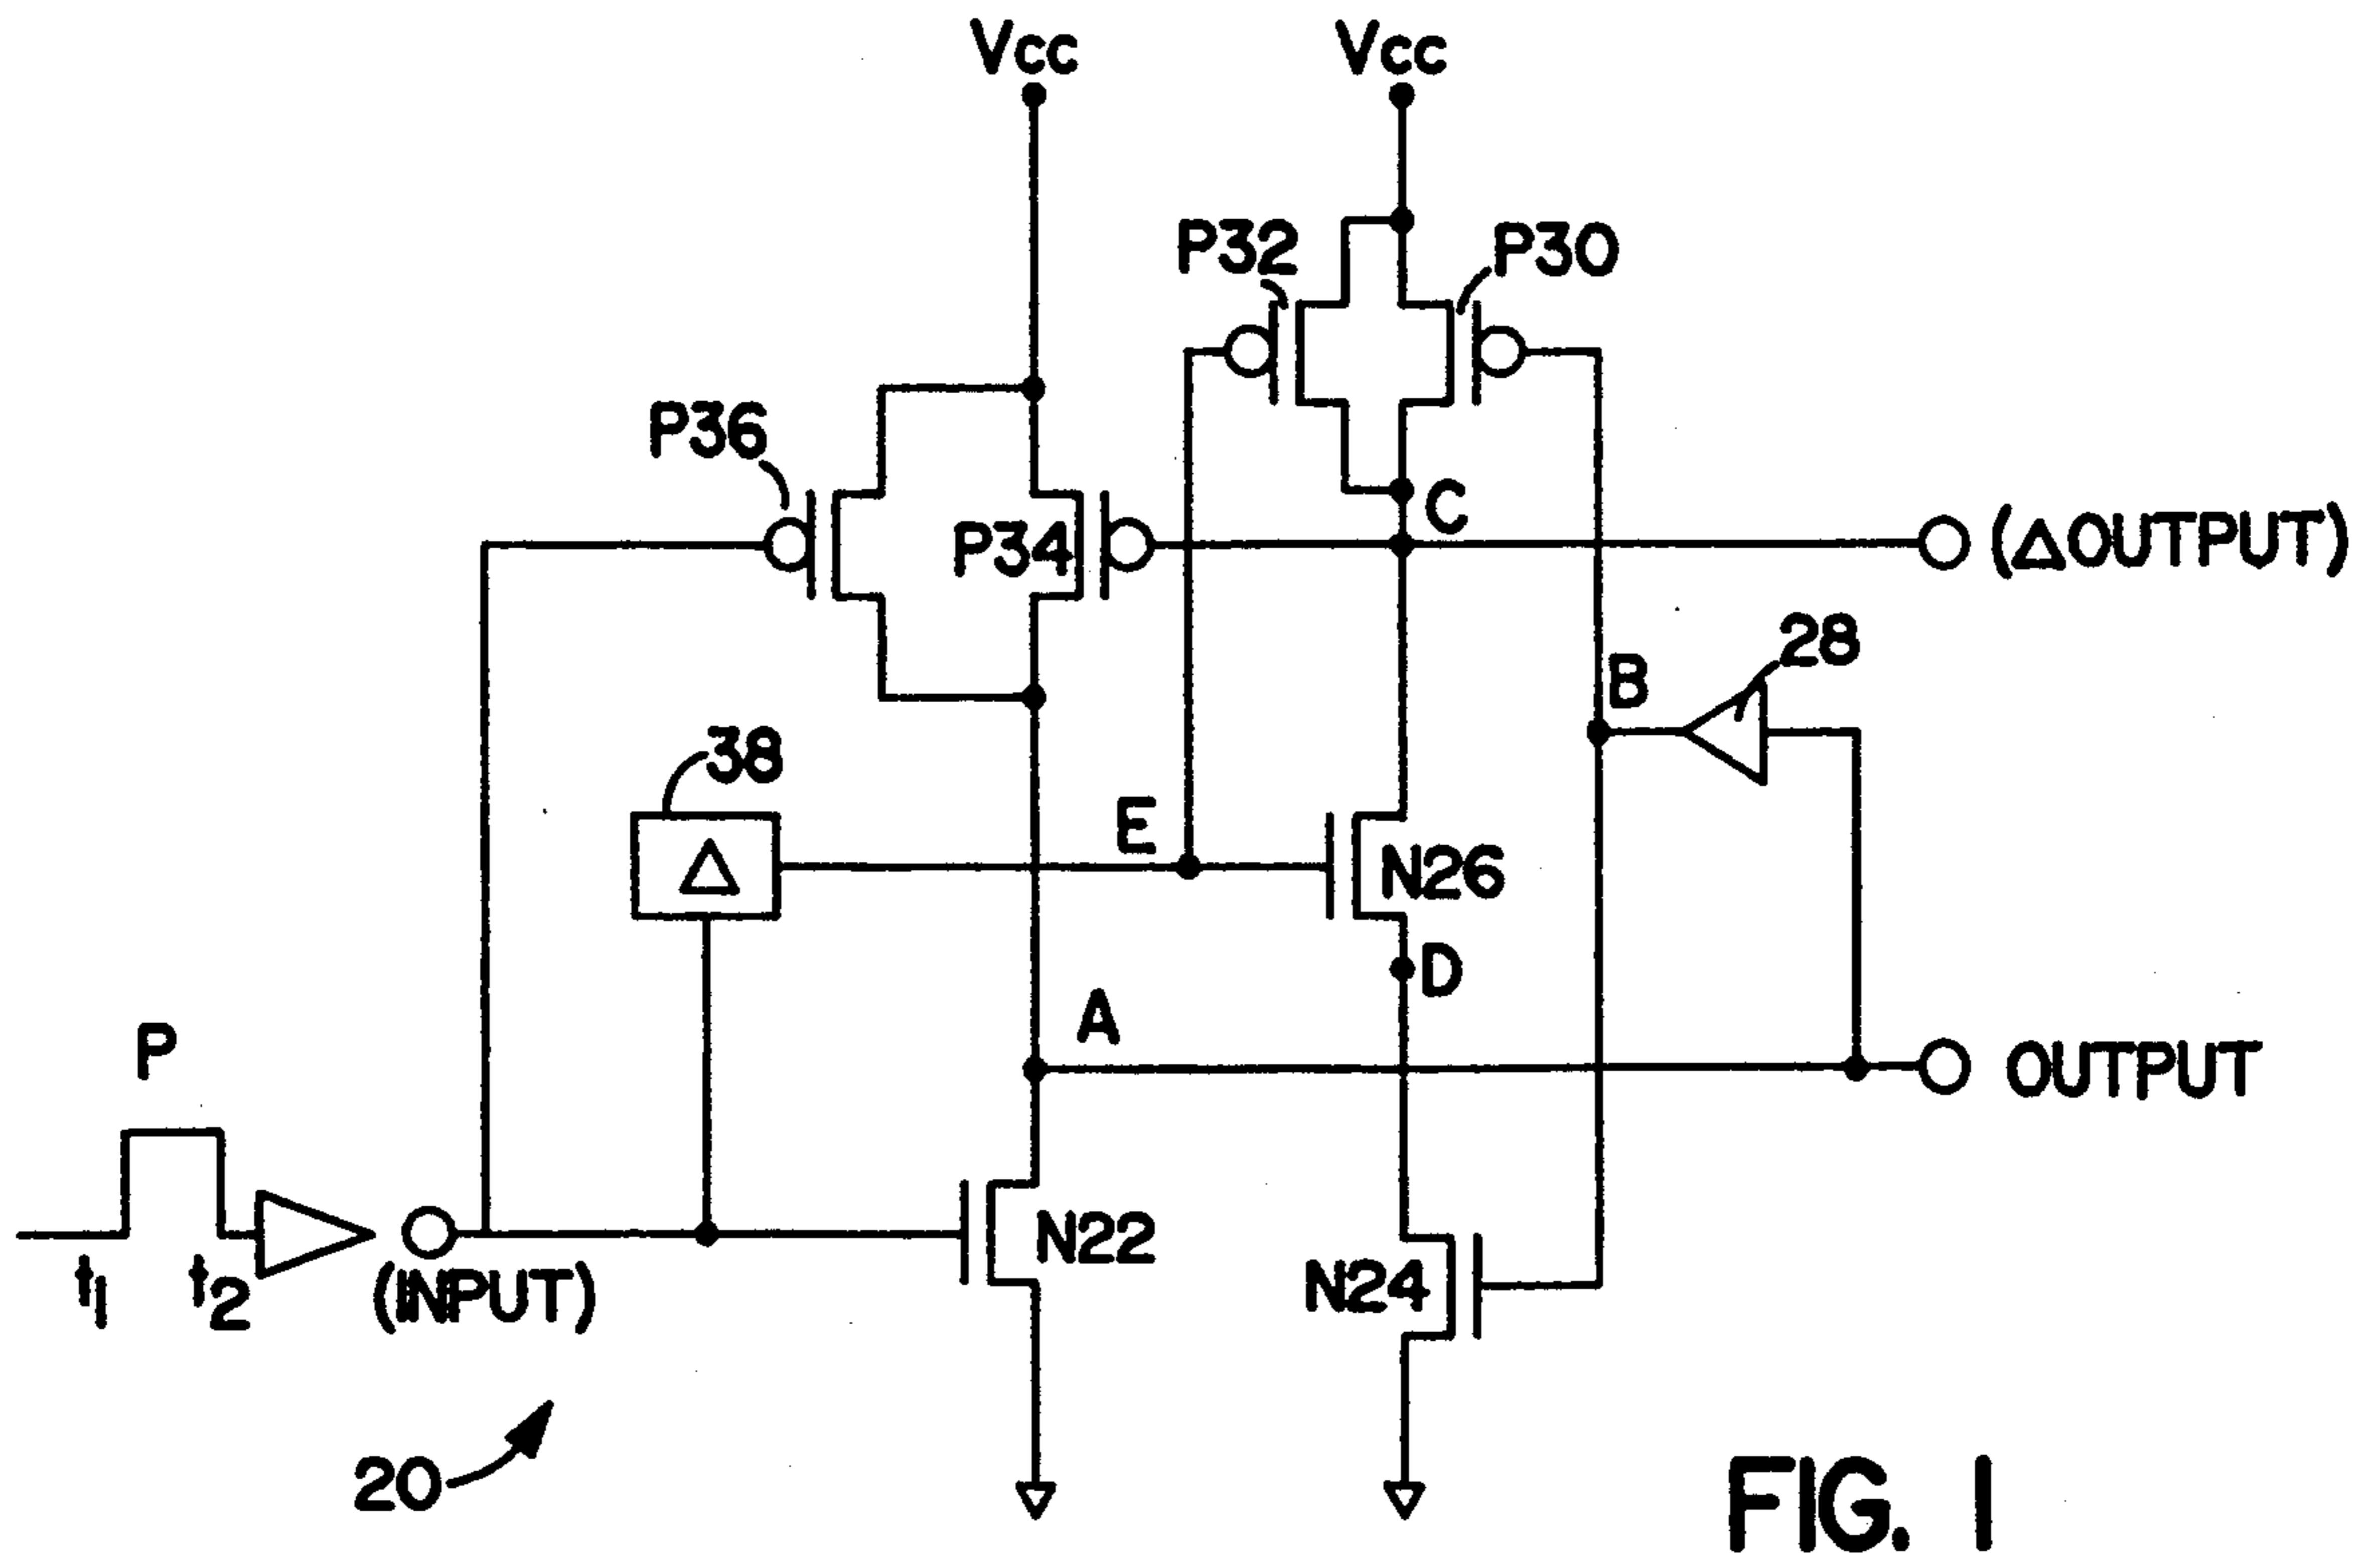 Vcc
Vcc
P32
P30
P36
P34
C
(ΔOUTPUT)
28
B
38
Δ
E
N26
D
A
P
OUTPUT
N22
N24
t1
t2
(INPUT)
20
FIG. 1